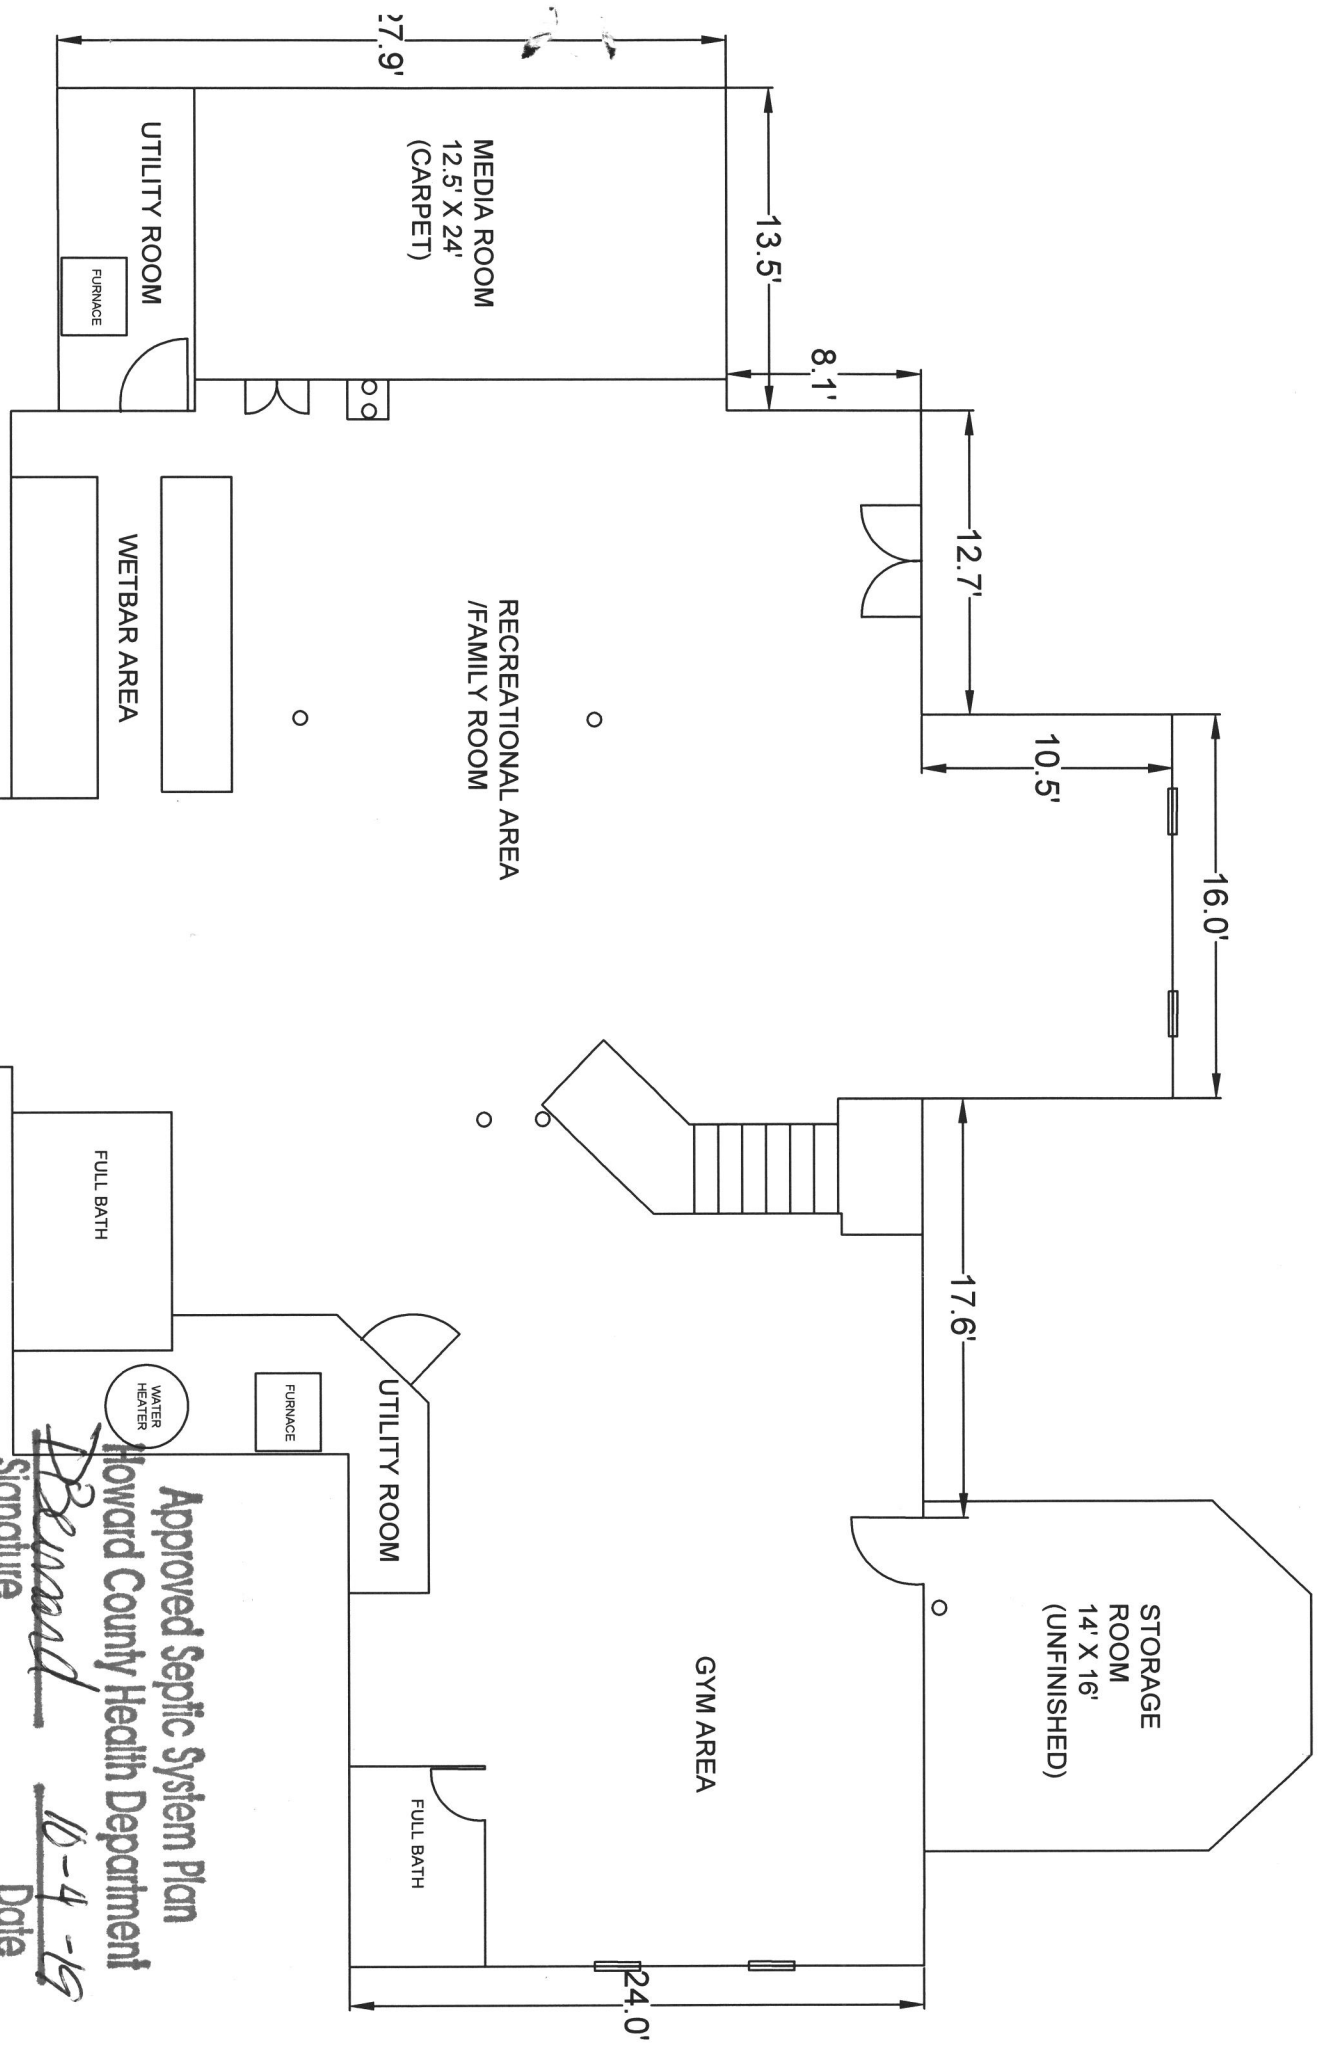 16.0'
10.5'
12.7'
17.6'
8.1'
13.5'
27.9'
24.0'
STORAGE
ROOM
14' X 16'
(UNFINISHED)
MEDIA ROOM
12.5' X 24'
(CARPET)
RECREATIONAL AREA
/FAMILY ROOM
GYM AREA
UTILITY ROOM
FURNACE
WETBAR AREA
FULL BATH
UTILITY ROOM
FURNACE
WATER
HEATER
FULL BATH
Approved Septic System Plan
Howard County Health Department
10-4-19
Signature Date